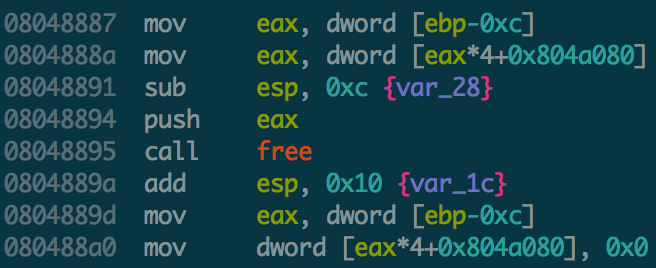 08048887 mov eax, dword [ebp-0xc]
0804888a mov eax, dword [eax*4+0x804a080]
08048891 sub esp, 0xc {var_28}
08048894 push eax
08048895 call free
0804889a add esp, 0x10 {var_1c}
0804889d mov eax, dword [ebp-0xc]
080488a0 mov dword [eax*4+0x804a080], 0x0